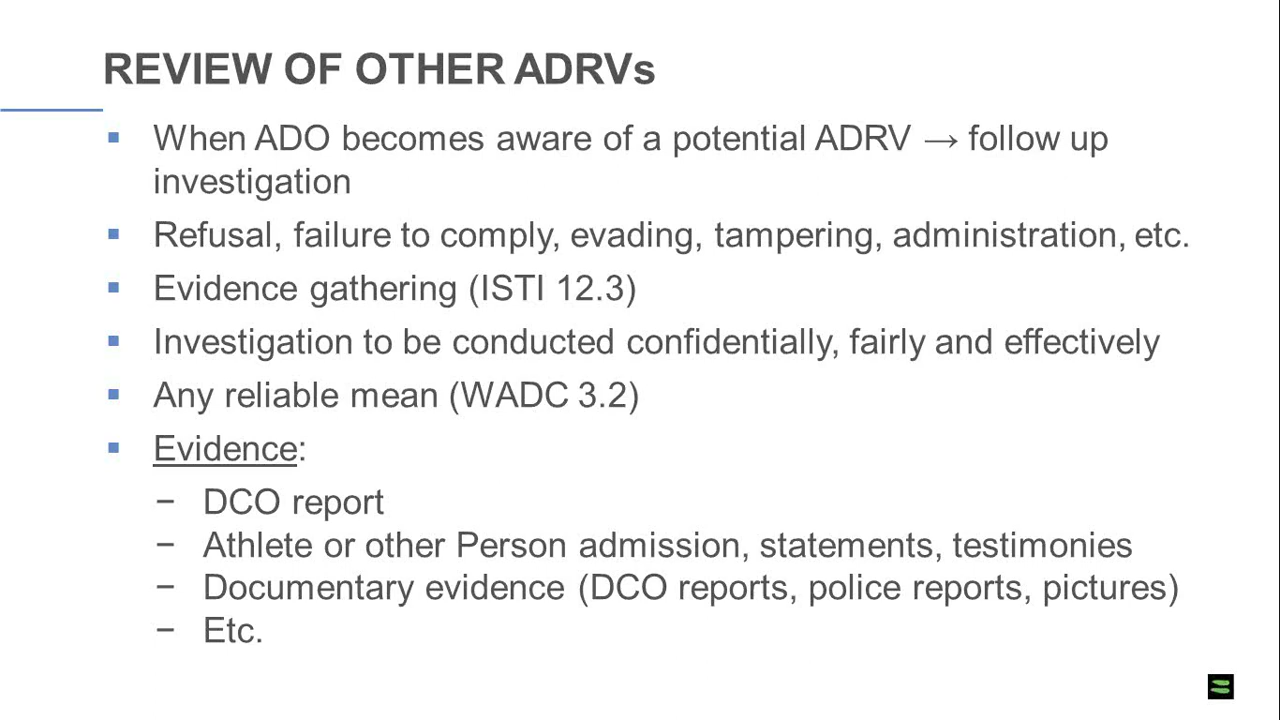 REVIEW OF OTHER ADRVs
▪ When ADO becomes aware of a potential ADRV → follow up
investigation
▪ Refusal, failure to comply, evading, tampering, administration, etc.
▪ Evidence gathering (ISTI 12.3)
▪ Investigation to be conducted confidentially, fairly and effectively
▪ Any reliable mean (WADC 3.2)
▪ Evidence:
− DCO report
− Athlete or other Person admission, statements, testimonies
− Documentary evidence (DCO reports, police reports, pictures)
− Etc.